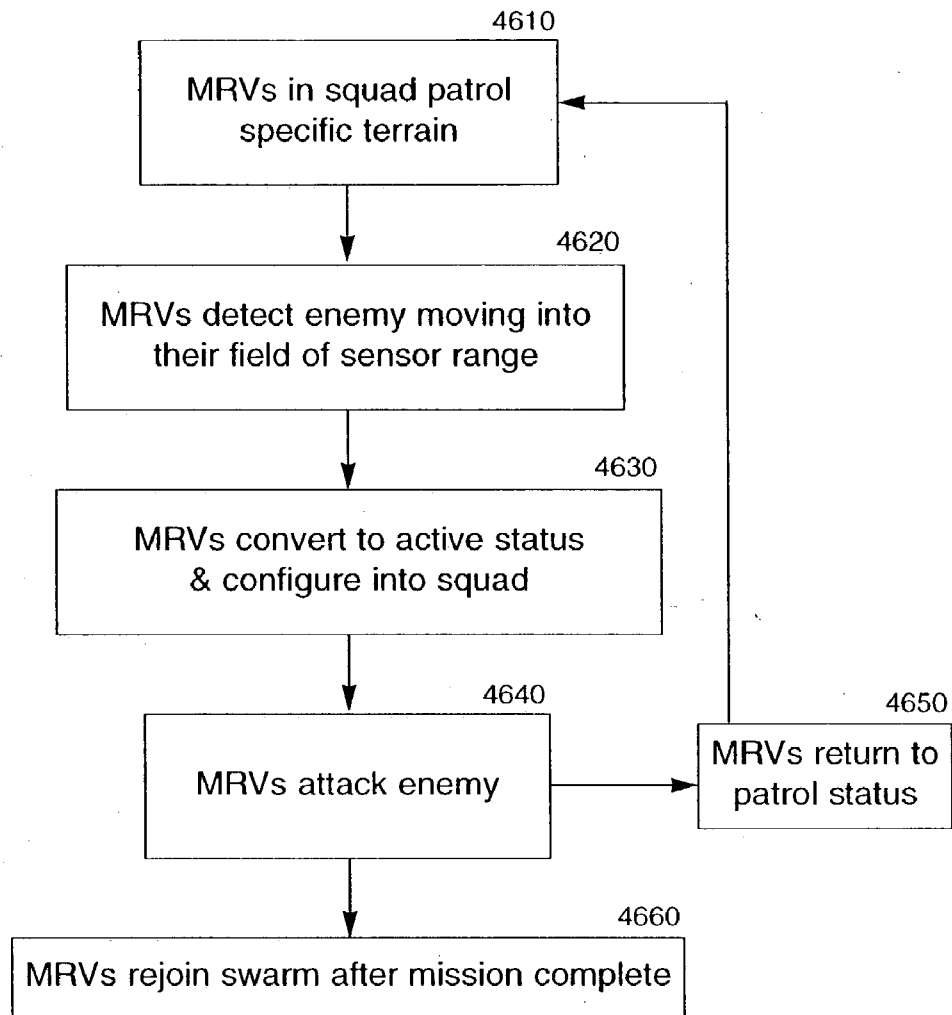 4610
MRVs in squad patrol
specific terrain
4620
MRVs detect enemy moving into
their field of sensor range
4630
MRVs convert to active status
& configure into squad
4640
MRVs attack enemy
4650
MRVs return to
patrol status
4660
MRVs rejoin swarm after mission complete